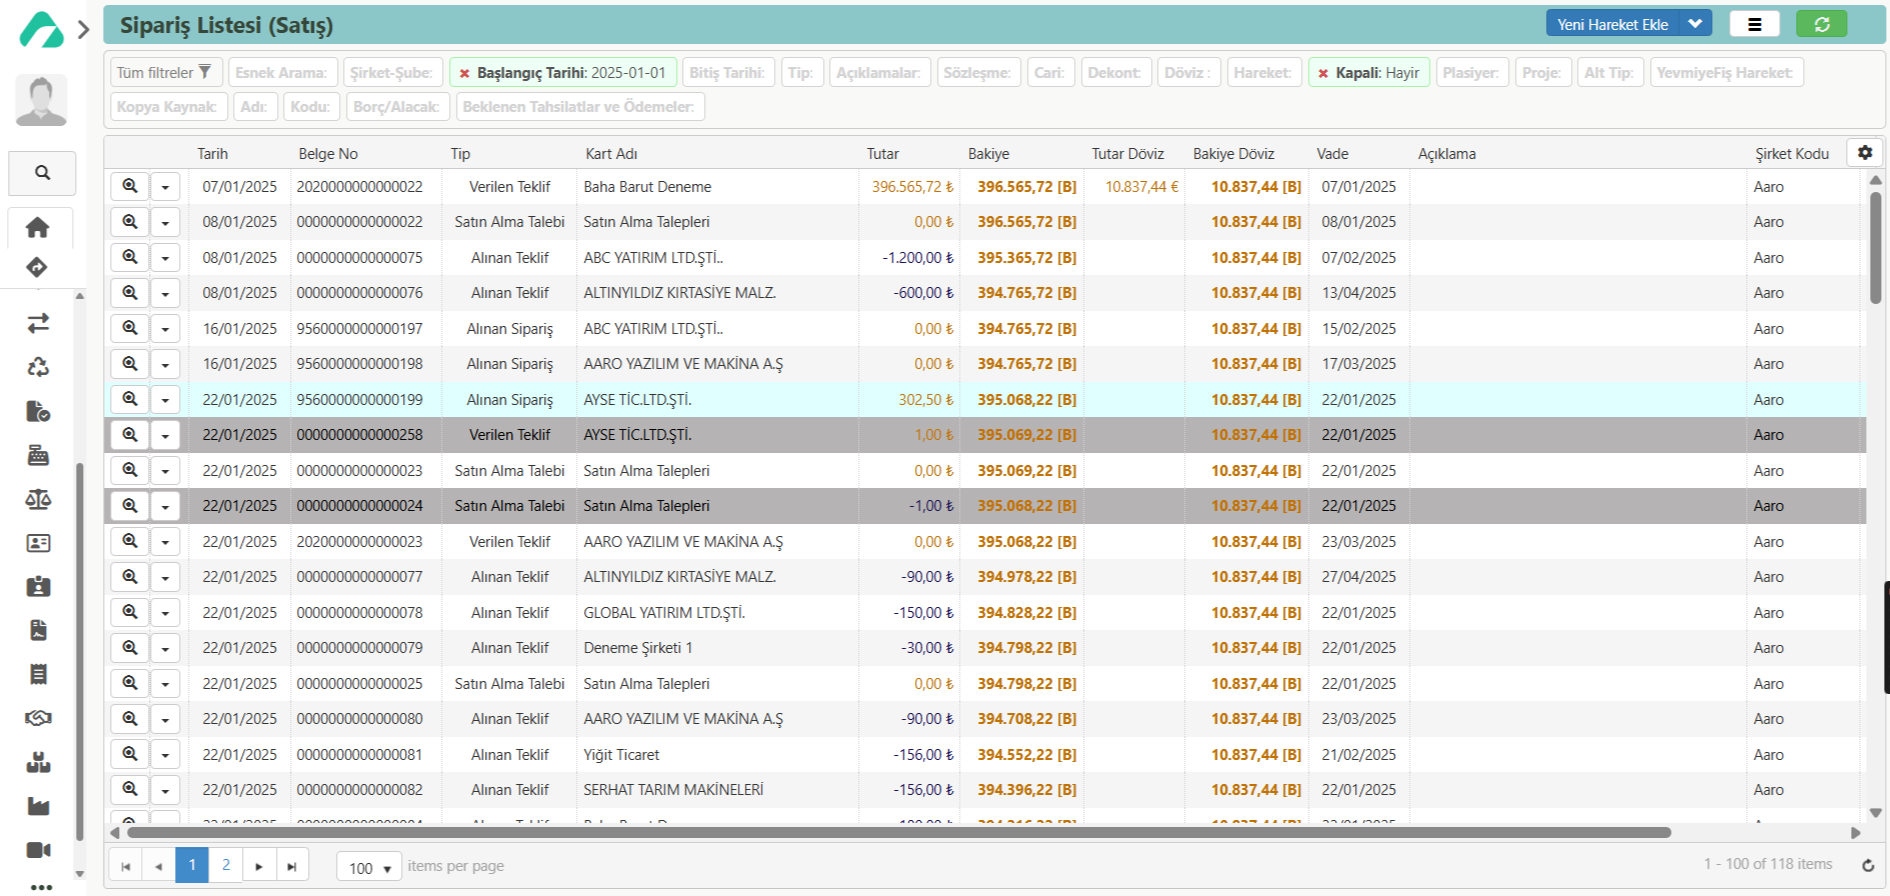 Sipariş Listesi (Satış)
Yeni Hareket Ekle
Tüm filtreler Esnek Arama: Şirket-Şube: × Başlangıç Tarihi: 2025-01-01 Bitiş Tarihi: Tip: Açıklamalar: Sözleşme: Cari: Dekont: Döviz : Hareket: × Kapali: Hayir Plasiyer: Proje: Alt Tip: YevmiyeFiş Hareket:
Kopya Kaynak: Adı: Kodu: Borç/Alacak: Beklenen Tahsilatlar ve Ödemeler:
Tarih Belge No Tip Kart Adı Tutar Bakiye Tutar Döviz Bakiye Döviz Vade Açıklama Şirket Kodu
07/01/2025 2020000000000022 Verilen Teklif Baha Barut Deneme 396.565,72 ₺ 396.565,72 [B] 10.837,44 € 10.837,44 [B] 07/01/2025 Aaro
08/01/2025 0000000000000022 Satın Alma Talebi Satın Alma Talepleri 0,00 ₺ 396.565,72 [B] 10.837,44 [B] 08/01/2025 Aaro
08/01/2025 0000000000000075 Alınan Teklif ABC YATIRIM LTD.ŞTİ.. -1.200,00 ₺ 395.365,72 [B] 10.837,44 [B] 07/02/2025 Aaro
08/01/2025 0000000000000076 Alınan Teklif ALTINYILDIZ KIRTASİYE MALZ. -600,00 ₺ 394.765,72 [B] 10.837,44 [B] 13/04/2025 Aaro
16/01/2025 9560000000000197 Alınan Sipariş ABC YATIRIM LTD.ŞTİ.. 0,00 ₺ 394.765,72 [B] 10.837,44 [B] 15/02/2025 Aaro
16/01/2025 9560000000000198 Alınan Sipariş AARO YAZILIM VE MAKİNA A.Ş 0,00 ₺ 394.765,72 [B] 10.837,44 [B] 17/03/2025 Aaro
22/01/2025 9560000000000199 Alınan Sipariş AYSE TİC.LTD.ŞTİ. 302,50 ₺ 395.068,22 [B] 10.837,44 [B] 22/01/2025 Aaro
22/01/2025 0000000000000258 Verilen Teklif AYSE TİC.LTD.ŞTİ. 1,00 ₺ 395.069,22 [B] 10.837,44 [B] 22/01/2025 Aaro
22/01/2025 0000000000000023 Satın Alma Talebi Satın Alma Talepleri 0,00 ₺ 395.069,22 [B] 10.837,44 [B] 22/01/2025 Aaro
22/01/2025 0000000000000024 Satın Alma Talebi Satın Alma Talepleri -1,00 ₺ 395.068,22 [B] 10.837,44 [B] 22/01/2025 Aaro
22/01/2025 2020000000000023 Verilen Teklif AARO YAZILIM VE MAKİNA A.Ş 0,00 ₺ 395.068,22 [B] 10.837,44 [B] 23/03/2025 Aaro
22/01/2025 0000000000000077 Alınan Teklif ALTINYILDIZ KIRTASİYE MALZ. -90,00 ₺ 394.978,22 [B] 10.837,44 [B] 27/04/2025 Aaro
22/01/2025 0000000000000078 Alınan Teklif GLOBAL YATIRIM LTD.ŞTİ. -150,00 ₺ 394.828,22 [B] 10.837,44 [B] 22/01/2025 Aaro
22/01/2025 0000000000000079 Alınan Teklif Deneme Şirketi 1 -30,00 ₺ 394.798,22 [B] 10.837,44 [B] 22/01/2025 Aaro
22/01/2025 0000000000000025 Satın Alma Talebi Satın Alma Talepleri 0,00 ₺ 394.798,22 [B] 10.837,44 [B] 22/01/2025 Aaro
22/01/2025 0000000000000080 Alınan Teklif AARO YAZILIM VE MAKİNA A.Ş -90,00 ₺ 394.708,22 [B] 10.837,44 [B] 23/03/2025 Aaro
22/01/2025 0000000000000081 Alınan Teklif Yiğit Ticaret -156,00 ₺ 394.552,22 [B] 10.837,44 [B] 21/02/2025 Aaro
22/01/2025 0000000000000082 Alınan Teklif SERHAT TARIM MAKİNELERİ -156,00 ₺ 394.396,22 [B] 10.837,44 [B] 22/01/2025 Aaro
1 2 100 items per page 1 - 100 of 118 items